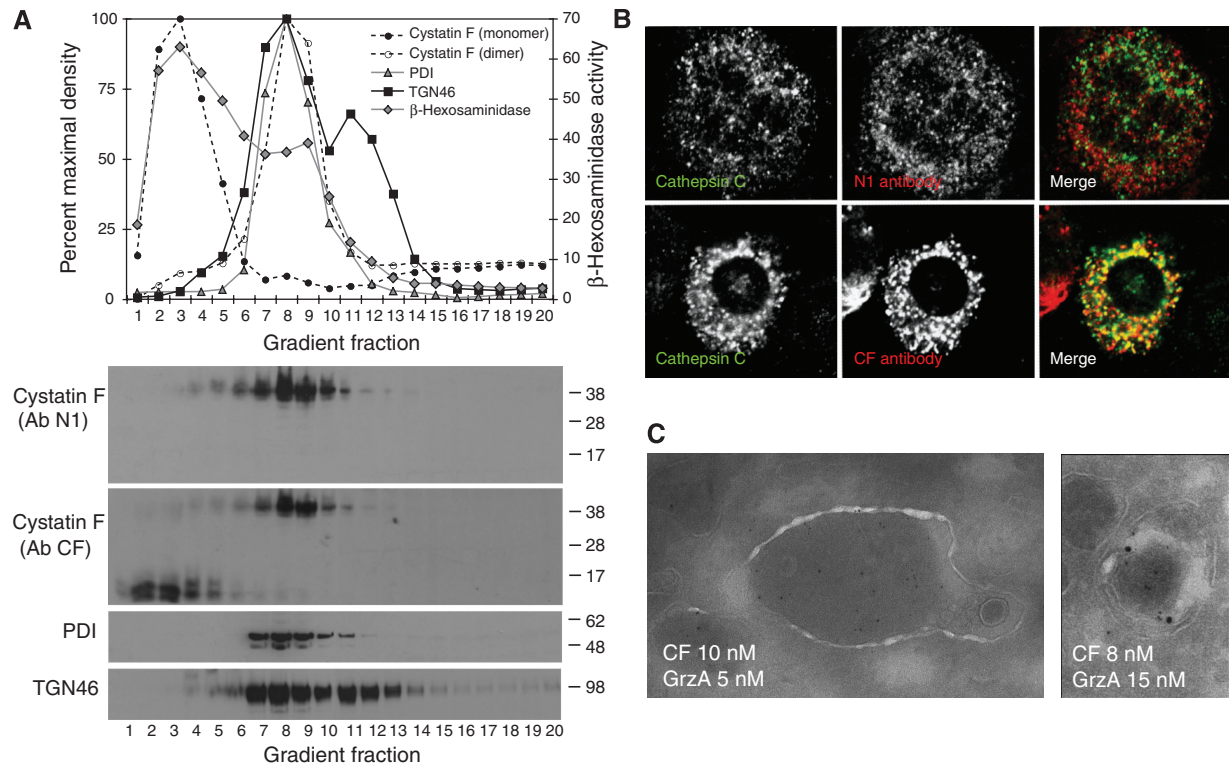 A
Percent maximal density
100
75
50
25
0
Cystatin F (monomer)
Cystatin F (dimer)
PDI
TGN46
β-Hexosaminidase
70
60
50
40
30
20
10
0
β-Hexosaminidase activity
1 2 3 4 5 6 7 8 9 10 11 12 13 14 15 16 17 18 19 20
Gradient fraction
Cystatin F
(Ab N1)
38
28
17
Cystatin F
(Ab CF)
38
28
17
PDI
62
48
TGN46
98
1 2 3 4 5 6 7 8 9 10 11 12 13 14 15 16 17 18 19 20
Gradient fraction
B
Cathepsin C
N1 antibody
Merge
Cathepsin C
CF antibody
Merge
C
CF 10 nM
GrzA 5 nM
CF 8 nM
GrzA 15 nM